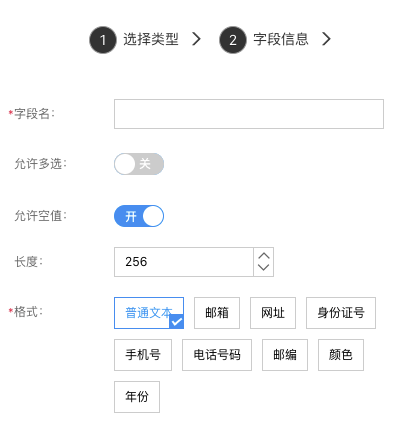 1 选择类型 2 字段信息
*字段名：
允许多选： 关
允许空值： 开
长度： 256
*格式： 普通文本 邮箱 网址 身份证号
手机号 电话号码 邮编 颜色
年份